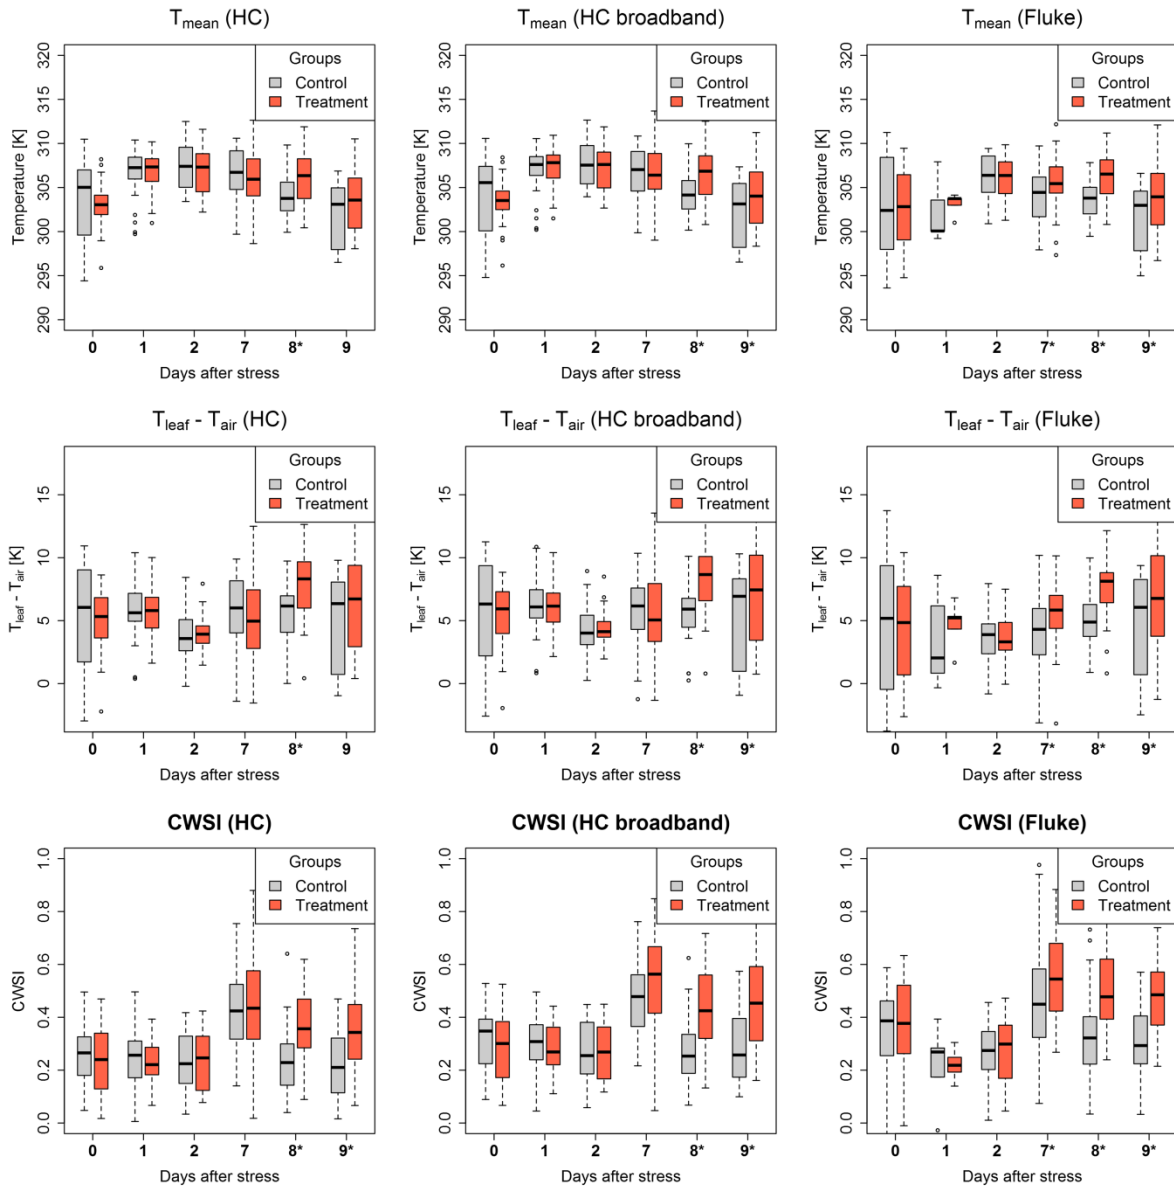 T_mean (HC)
T_mean (HC broadband)
T_mean (Fluke)
Temperature [K]
320
315
310
305
300
295
290
Groups
Control
Treatment
0 1 2 7 8* 9
Days after stress
Temperature [K]
320
315
310
305
300
295
290
Groups
Control
Treatment
0 1 2 7 8* 9*
Days after stress
Temperature [K]
320
315
310
305
300
295
290
Groups
Control
Treatment
0 1 2 7* 8* 9*
Days after stress
T_leaf - T_air (HC)
T_leaf - T_air (HC broadband)
T_leaf - T_air (Fluke)
T_leaf - T_air [K]
15
10
5
0
Groups
Control
Treatment
0 1 2 7 8* 9
Days after stress
T_leaf - T_air [K]
15
10
5
0
Groups
Control
Treatment
0 1 2 7 8* 9*
Days after stress
T_leaf - T_air [K]
15
10
5
0
Groups
Control
Treatment
0 1 2 7* 8* 9*
Days after stress
CWSI (HC)
CWSI (HC broadband)
CWSI (Fluke)
CWSI
1.0
0.8
0.6
0.4
0.2
0.0
Groups
Control
Treatment
0 1 2 7 8* 9*
Days after stress
CWSI
1.0
0.8
0.6
0.4
0.2
0.0
Groups
Control
Treatment
0 1 2 7 8* 9*
Days after stress
CWSI
1.0
0.8
0.6
0.4
0.2
0.0
Groups
Control
Treatment
0 1 2 7* 8* 9*
Days after stress